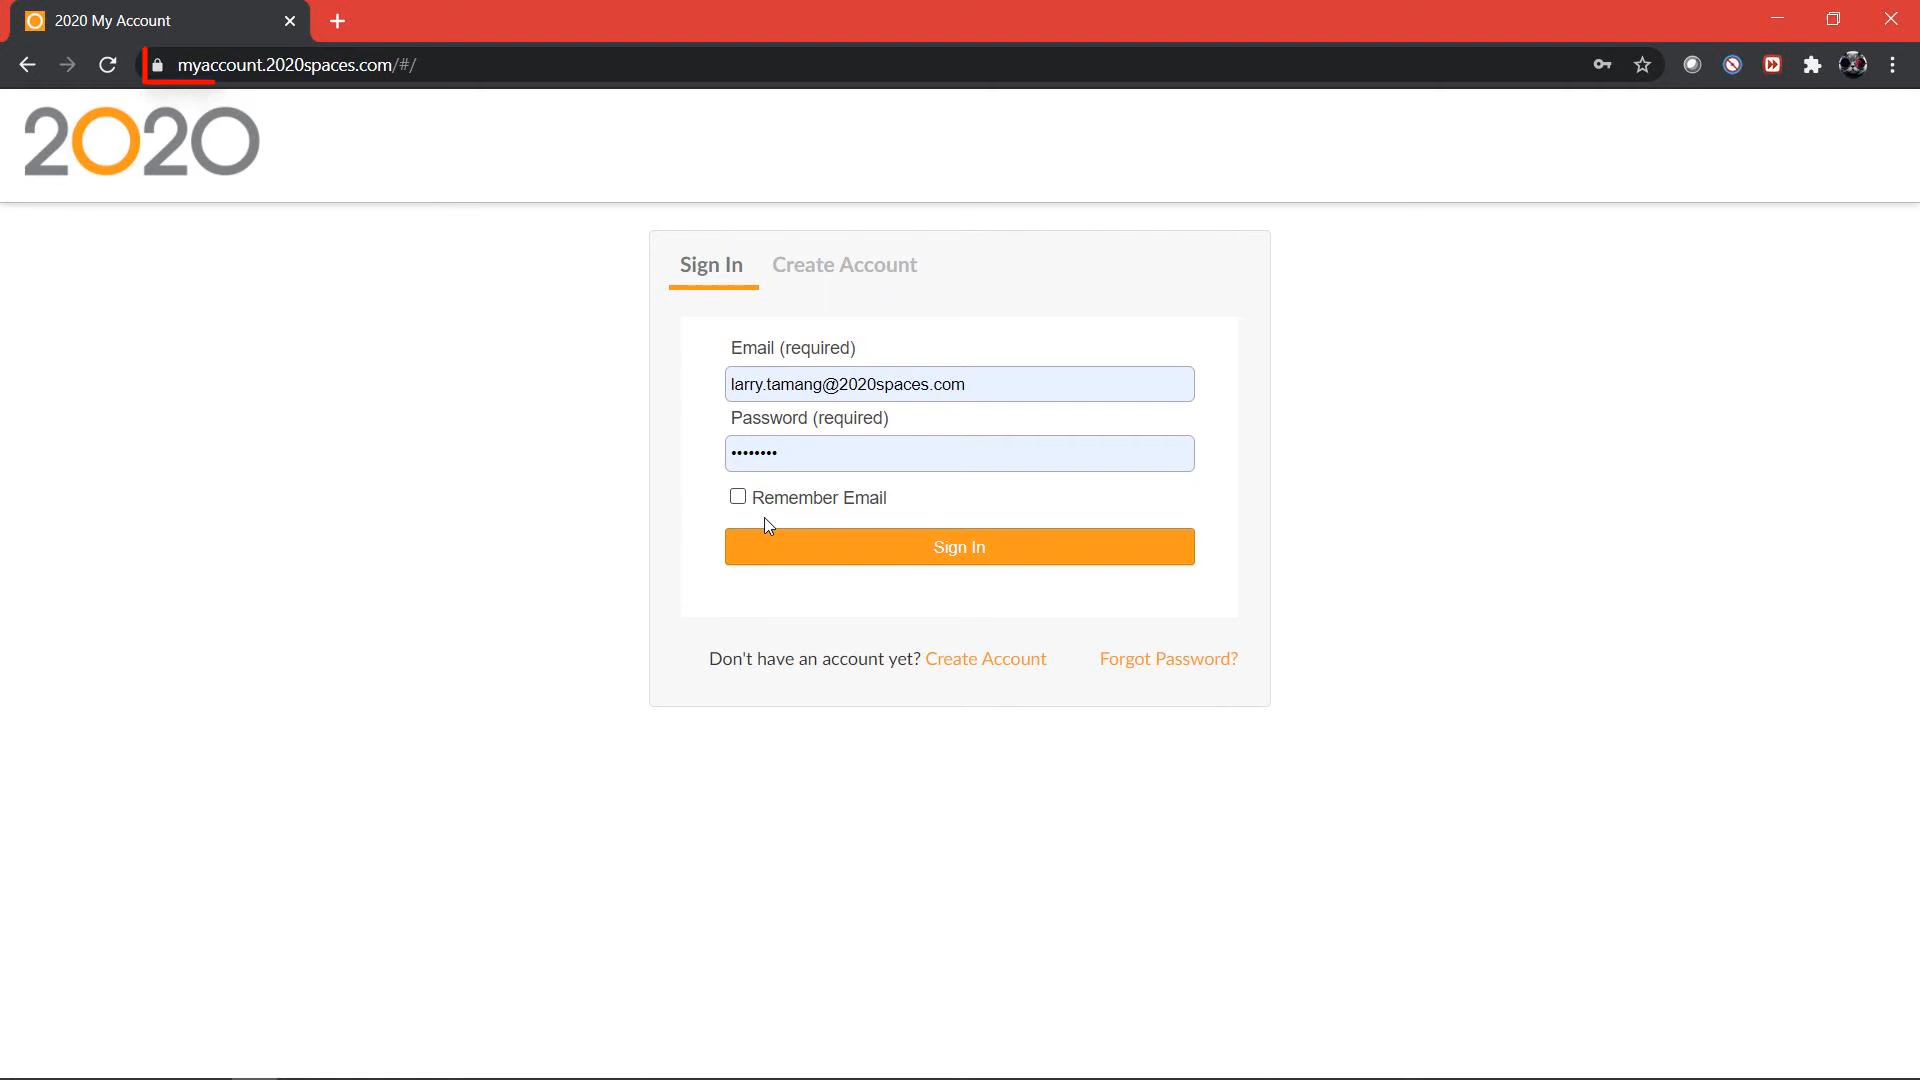 2020 My Account
myaccount.2020spaces.com/#/
2020
Sign In Create Account
Email (required)
larry.tamang@2020spaces.com
Password (required)
••••••••
Remember Email
Sign In
Don't have an account yet? Create Account Forgot Password?